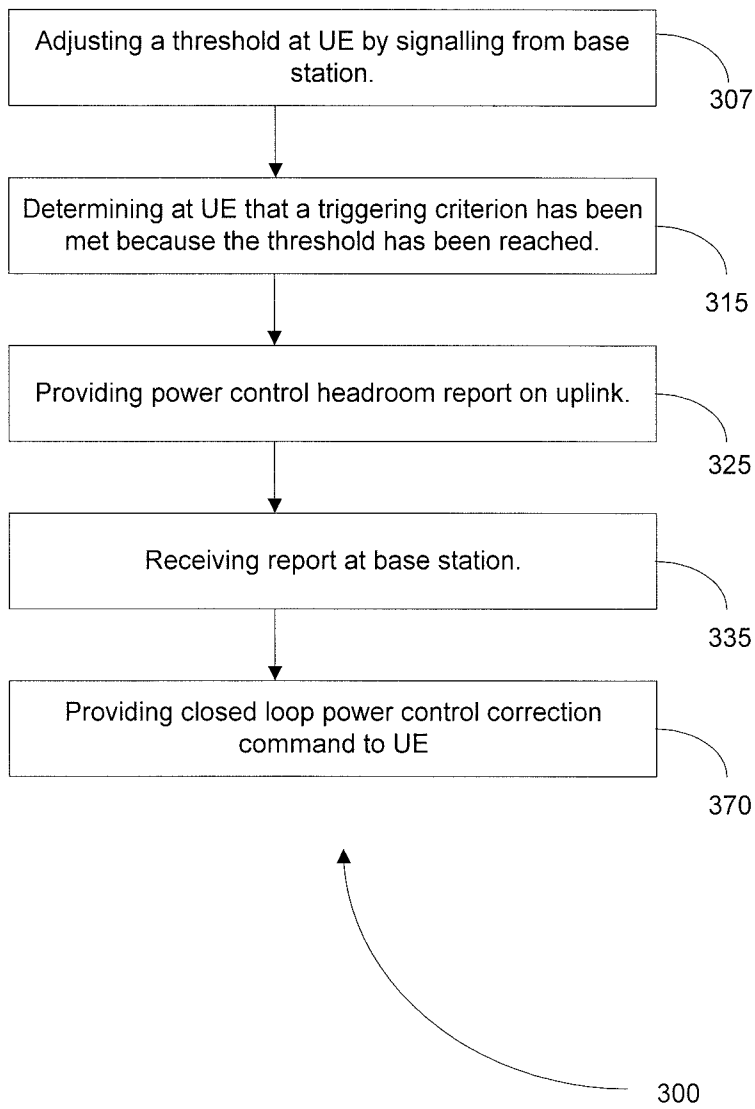 Adjusting a threshold at UE by signalling from base
station.
307
Determining at UE that a triggering criterion has been
met because the threshold has been reached.
315
Providing power control headroom report on uplink.
325
Receiving report at base station.
335
Providing closed loop power control correction
command to UE
370
300